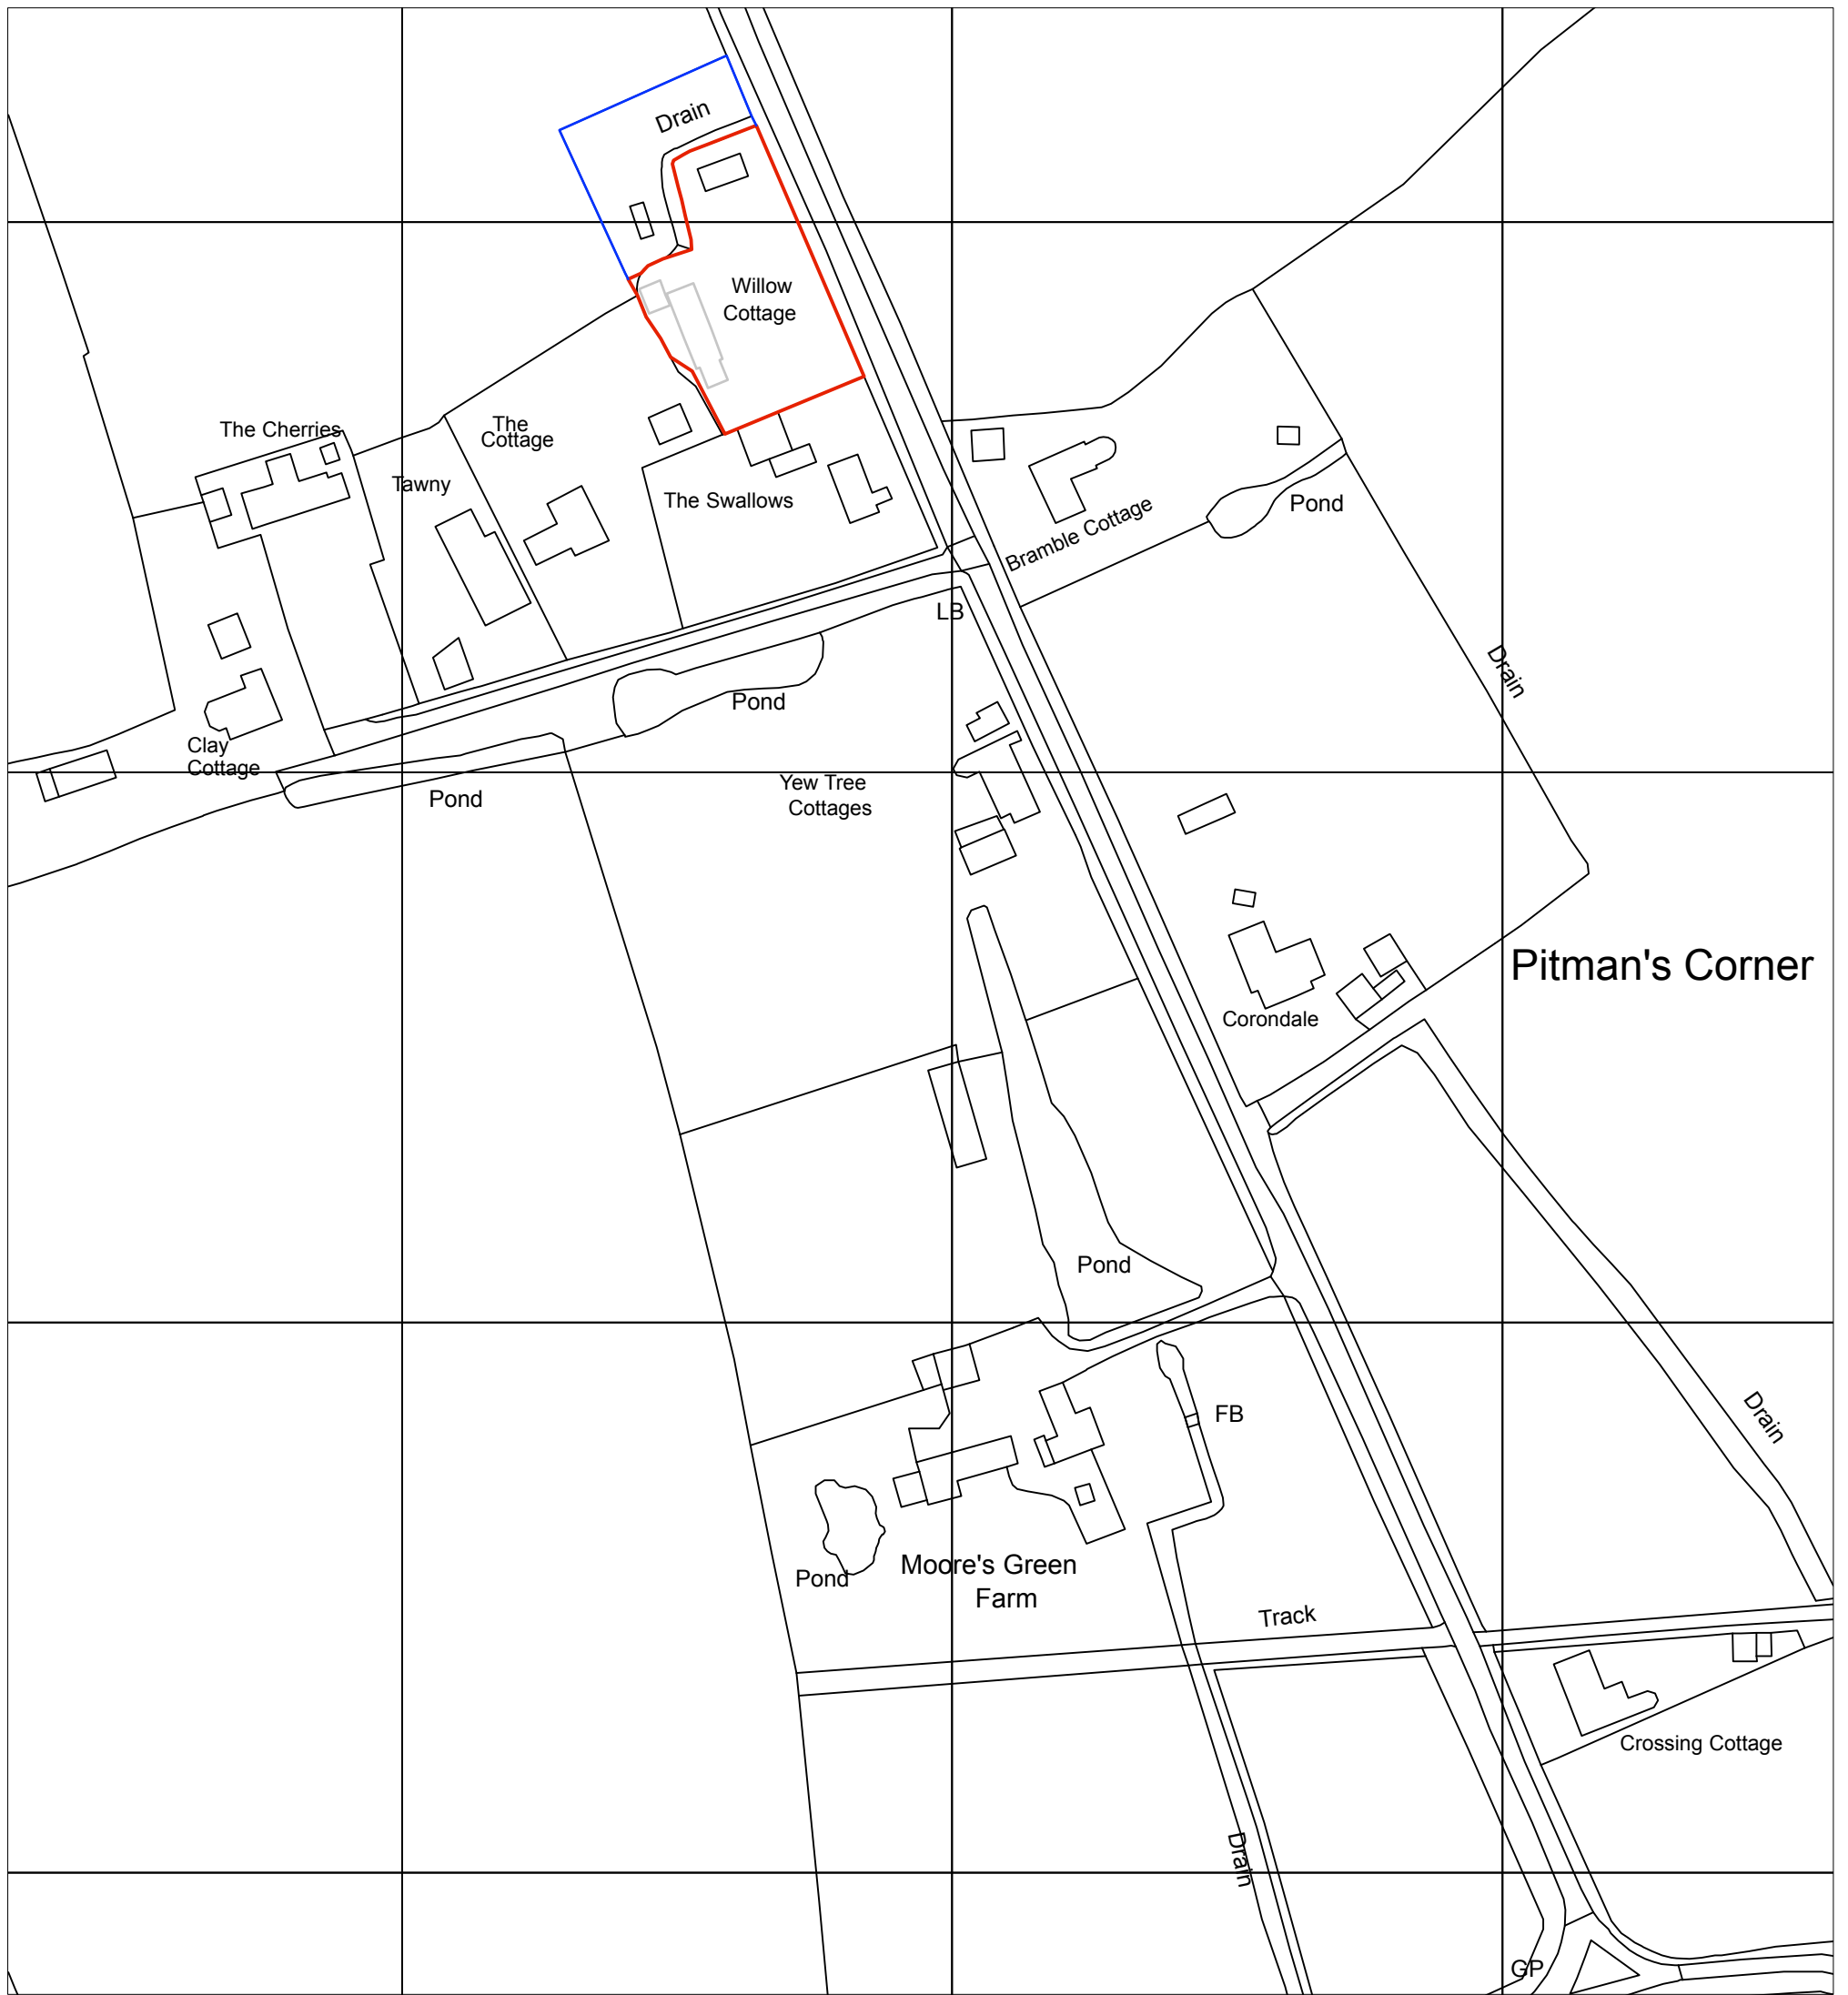 Drain
Willow
Cottage
The Cherries
The
Cottage
Tawny
The Swallows
Bramble Cottage
Pond
LB
Drain
Pond
Clay
Cottage
Pond
Yew Tree
Cottages
Pitman's Corner
Corondale
Pond
FB
Drain
Pond
Moore's Green
Farm
Track
Crossing Cottage
Drain
GP